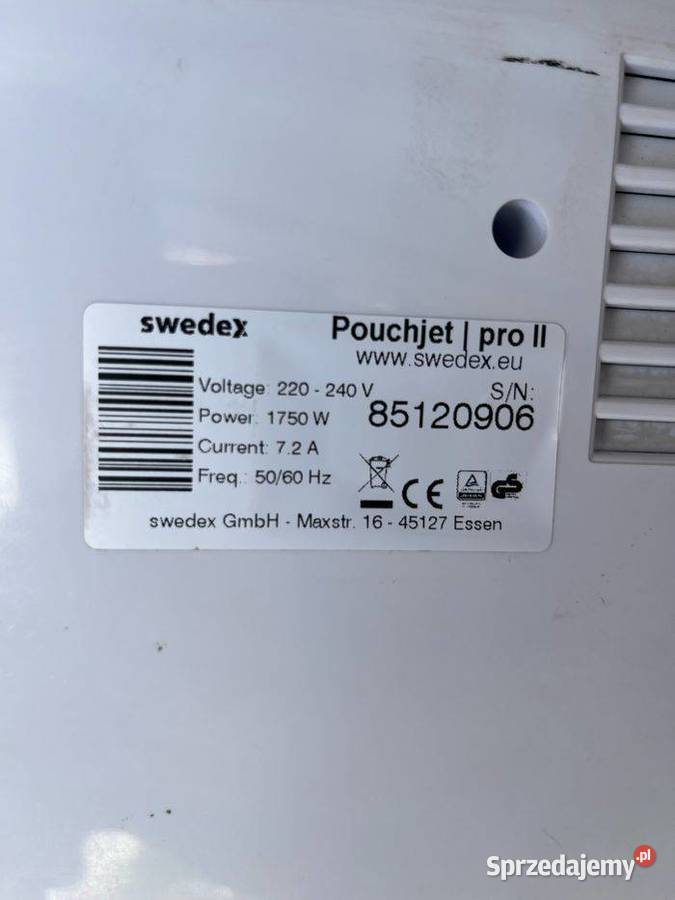 swedex
Pouchjet | pro II
www.swedex.eu
Voltage: 220 - 240 V
S/N:
Power: 1750 W
85120906
Current: 7.2 A
Freq.: 50/60 Hz
CE
GS
swedex GmbH - Maxstr. 16 - 45127 Essen
Sprzedajemy.pl